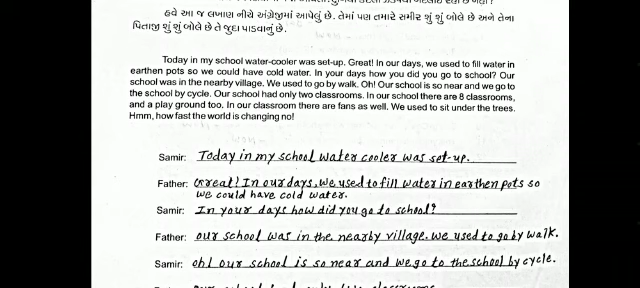 હવે આ જ લખાણ નીચે અંગ્રેજીમાં આપેલું છે. તેમાં પણ તમારે સમીર શું શું બોલે છે અને તેના
પિતાજી શું શું બોલે છે તે જુદા પાડવાનું છે.
Today in my school water-cooler was set-up. Great! In our days, we used to fill water in
earthen pots so we could have cold water. In your days how did you go to school? Our
school was in the nearby village. We used to go by walk. Oh! Our school is so near and we go to
the school by cycle. Our school had only two classrooms. In our school there are 8 classrooms,
and a play ground too. In our classroom there are fans as well. We used to sit under the trees.
Hmm, how fast the world is changing no!
Samir: Today in my school water cooler was set-up.
Father: Great! In our days, we used to fill water in earthen pots so
we could have cold water.
Samir: In your days how did you go to school?
Father: our school was in the nearby village. we used to go by walk.
Samir: oh! our school is so near and we go to the school by cycle.